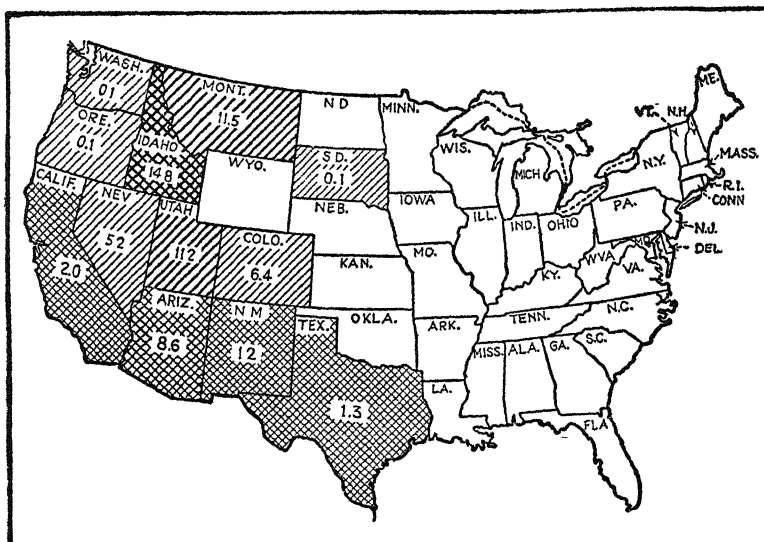 WASH.
0.1
ORE.
0.1
CALIF.
2.0
NEV
5.2
IDAHO
14.8
MONT.
11.5
WYO.
UTAH
11.2
COLO.
6.4
ARIZ.
8.6
N M
1.2
TEX.
1.3
N D
S D.
0.1
NEB.
KAN.
OKLA.
MINN.
IOWA
MO.
ARK.
LA.
WIS.
ILL.
MICH
IND.
OHIO
KY.
TENN.
MISS.
ALA.
GA.
FLA
S.C.
N.C.
VA.
W VA
MD
PA.
N.Y.
VT.
N.H.
ME.
MASS.
R.I.
CONN
N.J.
DEL.